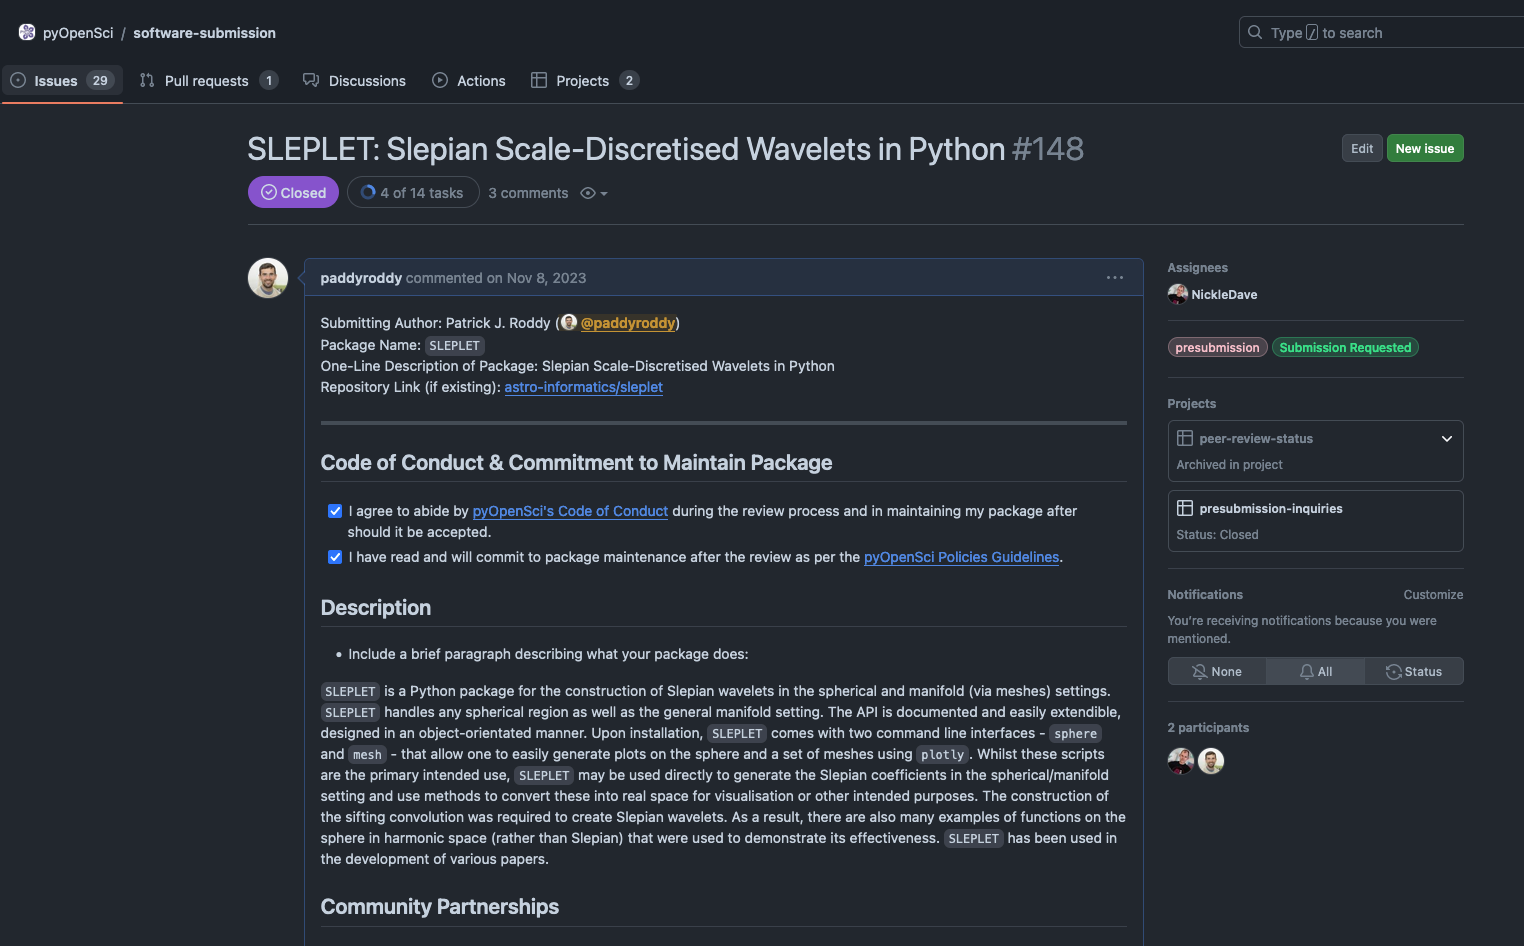 pyOpenSci / software-submission
Type / to search
Issues 29 Pull requests 1 Discussions Actions Projects 2
SLEPLET: Slepian Scale-Discretised Wavelets in Python #148
Edit New issue
Closed 4 of 14 tasks 3 comments
paddyroddy commented on Nov 8, 2023
Submitting Author: Patrick J. Roddy (@paddyroddy)
Package Name: SLEPLET
One-Line Description of Package: Slepian Scale-Discretised Wavelets in Python
Repository Link (if existing): astro-informatics/sleplet
Code of Conduct & Commitment to Maintain Package
I agree to abide by pyOpenSci's Code of Conduct during the review process and in maintaining my package after
should it be accepted.
I have read and will commit to package maintenance after the review as per the pyOpenSci Policies Guidelines.
Description
• Include a brief paragraph describing what your package does:
SLEPLET is a Python package for the construction of Slepian wavelets in the spherical and manifold (via meshes) settings.
SLEPLET handles any spherical region as well as the general manifold setting. The API is documented and easily extendible,
designed in an object-orientated manner. Upon installation, SLEPLET comes with two command line interfaces - sphere
and mesh - that allow one to easily generate plots on the sphere and a set of meshes using plotly. Whilst these scripts
are the primary intended use, SLEPLET may be used directly to generate the Slepian coefficients in the spherical/manifold
setting and use methods to convert these into real space for visualisation or other intended purposes. The construction of
the sifting convolution was required to create Slepian wavelets. As a result, there are also many examples of functions on the
sphere in harmonic space (rather than Slepian) that were used to demonstrate its effectiveness. SLEPLET has been used in
the development of various papers.
Community Partnerships
Assignees
NickleDave
presubmission Submission Requested
Projects
peer-review-status
Archived in project
presubmission-inquiries
Status: Closed
Notifications Customize
You're receiving notifications because you were
mentioned.
None All Status
2 participants